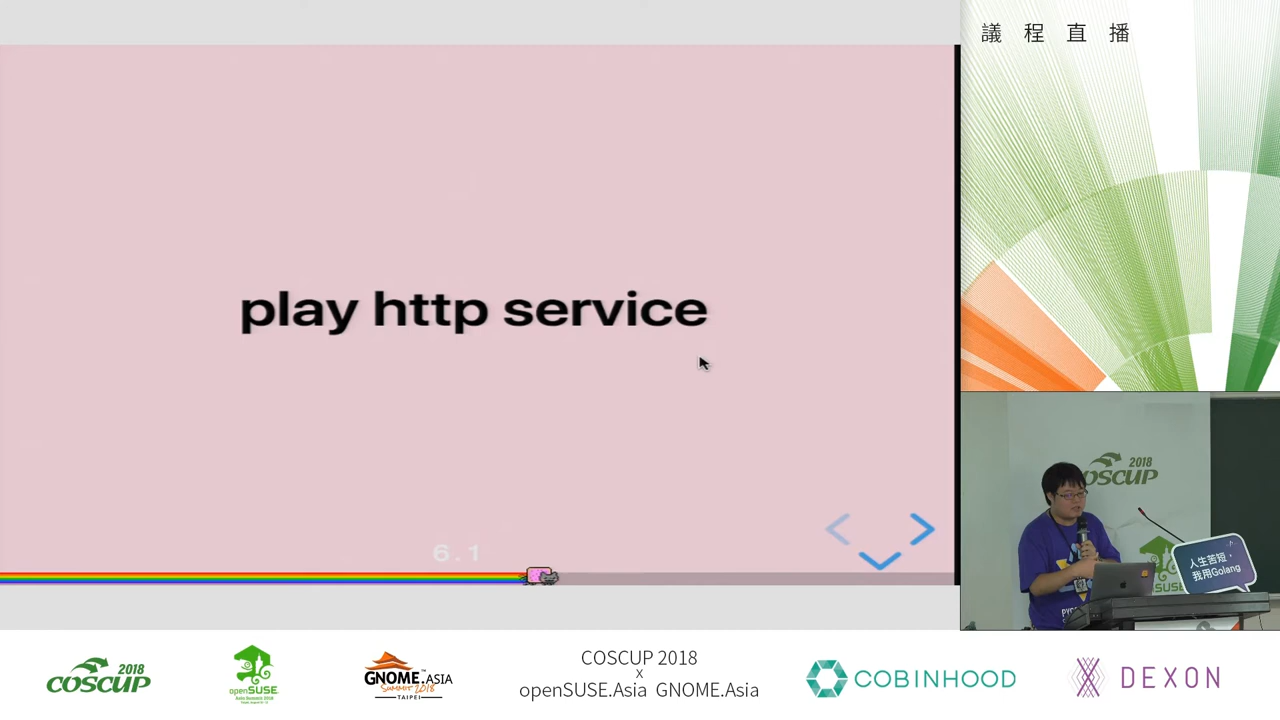 議程直播
play http service
6.1
2018
COSCUP
人生苦短，
我用Golang
2018
COSCUP
openSUSE
GNOME.ASIA
SUMMIT 2018
TAIPEI
COSCUP 2018
x
openSUSE.Asia GNOME.Asia
COBINHOOD
DEXON